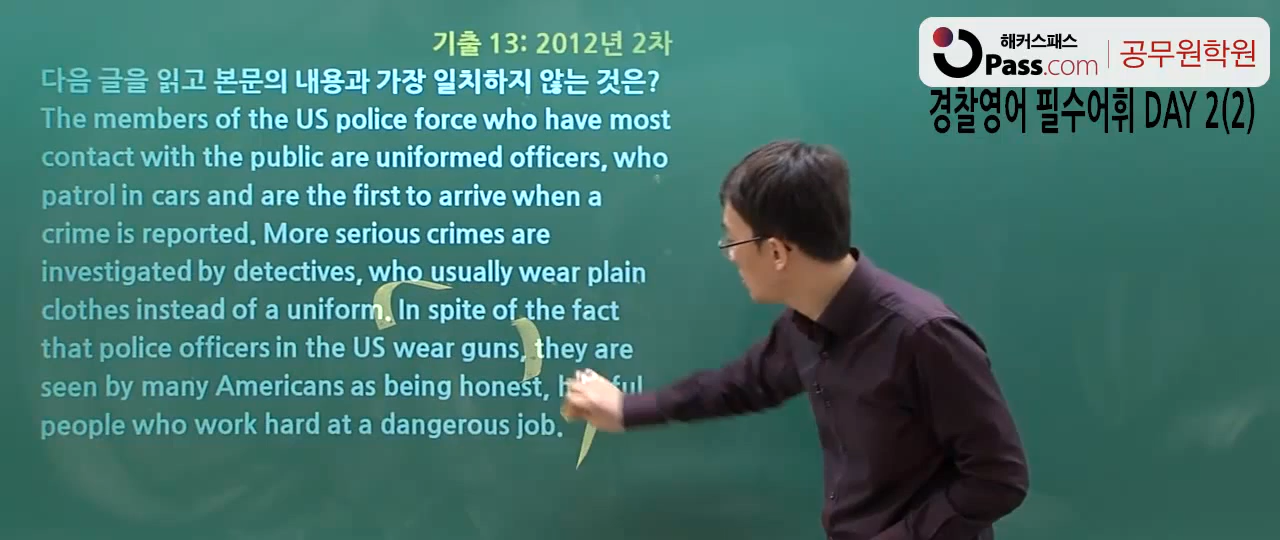 기출 13: 2012년 2차
다음 글을 읽고 본문의 내용과 가장 일치하지 않는 것은?
The members of the US police force who have most
contact with the public are uniformed officers, who
patrol in cars and are the first to arrive when a
crime is reported. More serious crimes are
investigated by detectives, who usually wear plain
clothes instead of a uniform. In spite of the fact
that police officers in the US wear guns, they are
seen by many Americans as being honest,
people who work hard at a dangerous job.
해커스패스
Pass.com
공무원학원
경찰영어 필수어휘 DAY 2(2)